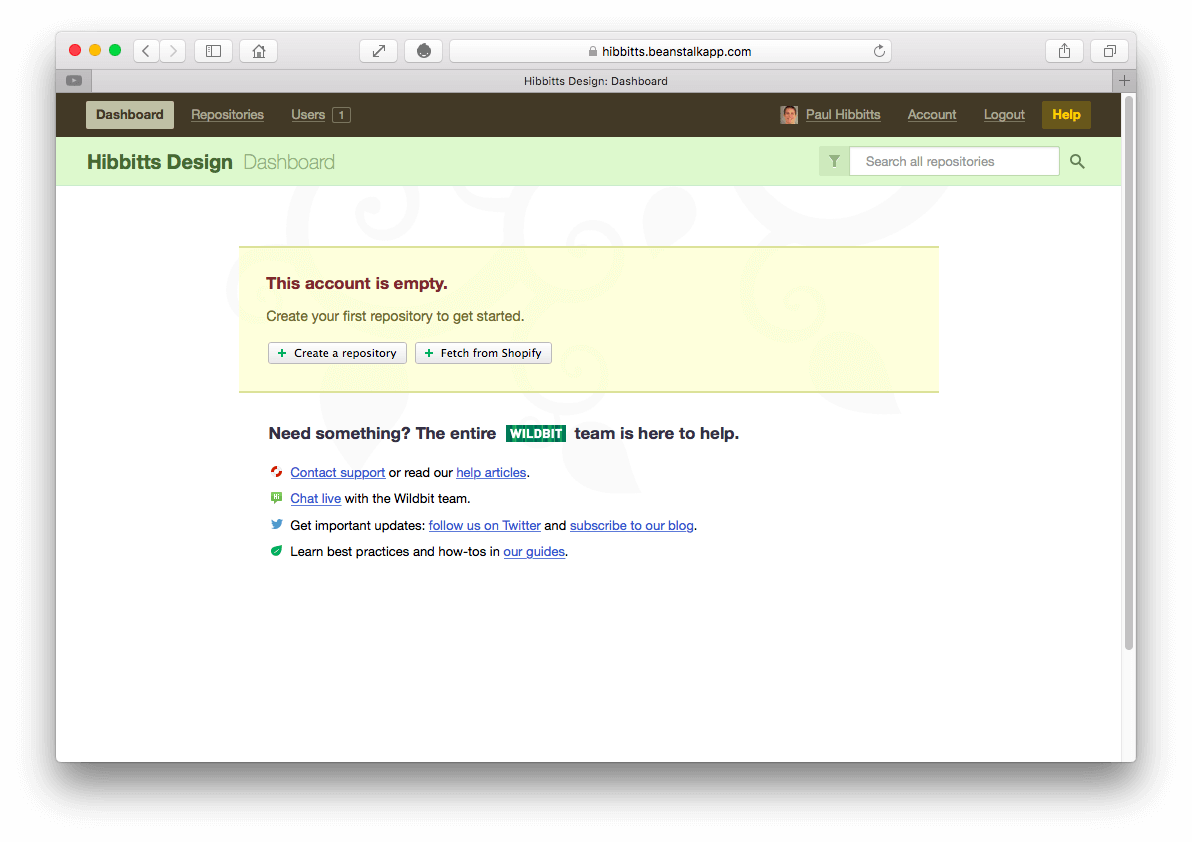 hibbitts.beanstalkapp.com
Hibbitts Design: Dashboard
Dashboard Repositories Users 1 Paul Hibbitts Account Logout Help
Hibbitts Design Dashboard Search all repositories
This account is empty.
Create your first repository to get started.
+ Create a repository + Fetch from Shopify
Need something? The entire WILDBIT team is here to help.
Contact support or read our help articles.
Hi Chat live with the Wildbit team.
Get important updates: follow us on Twitter and subscribe to our blog.
Learn best practices and how-tos in our guides.